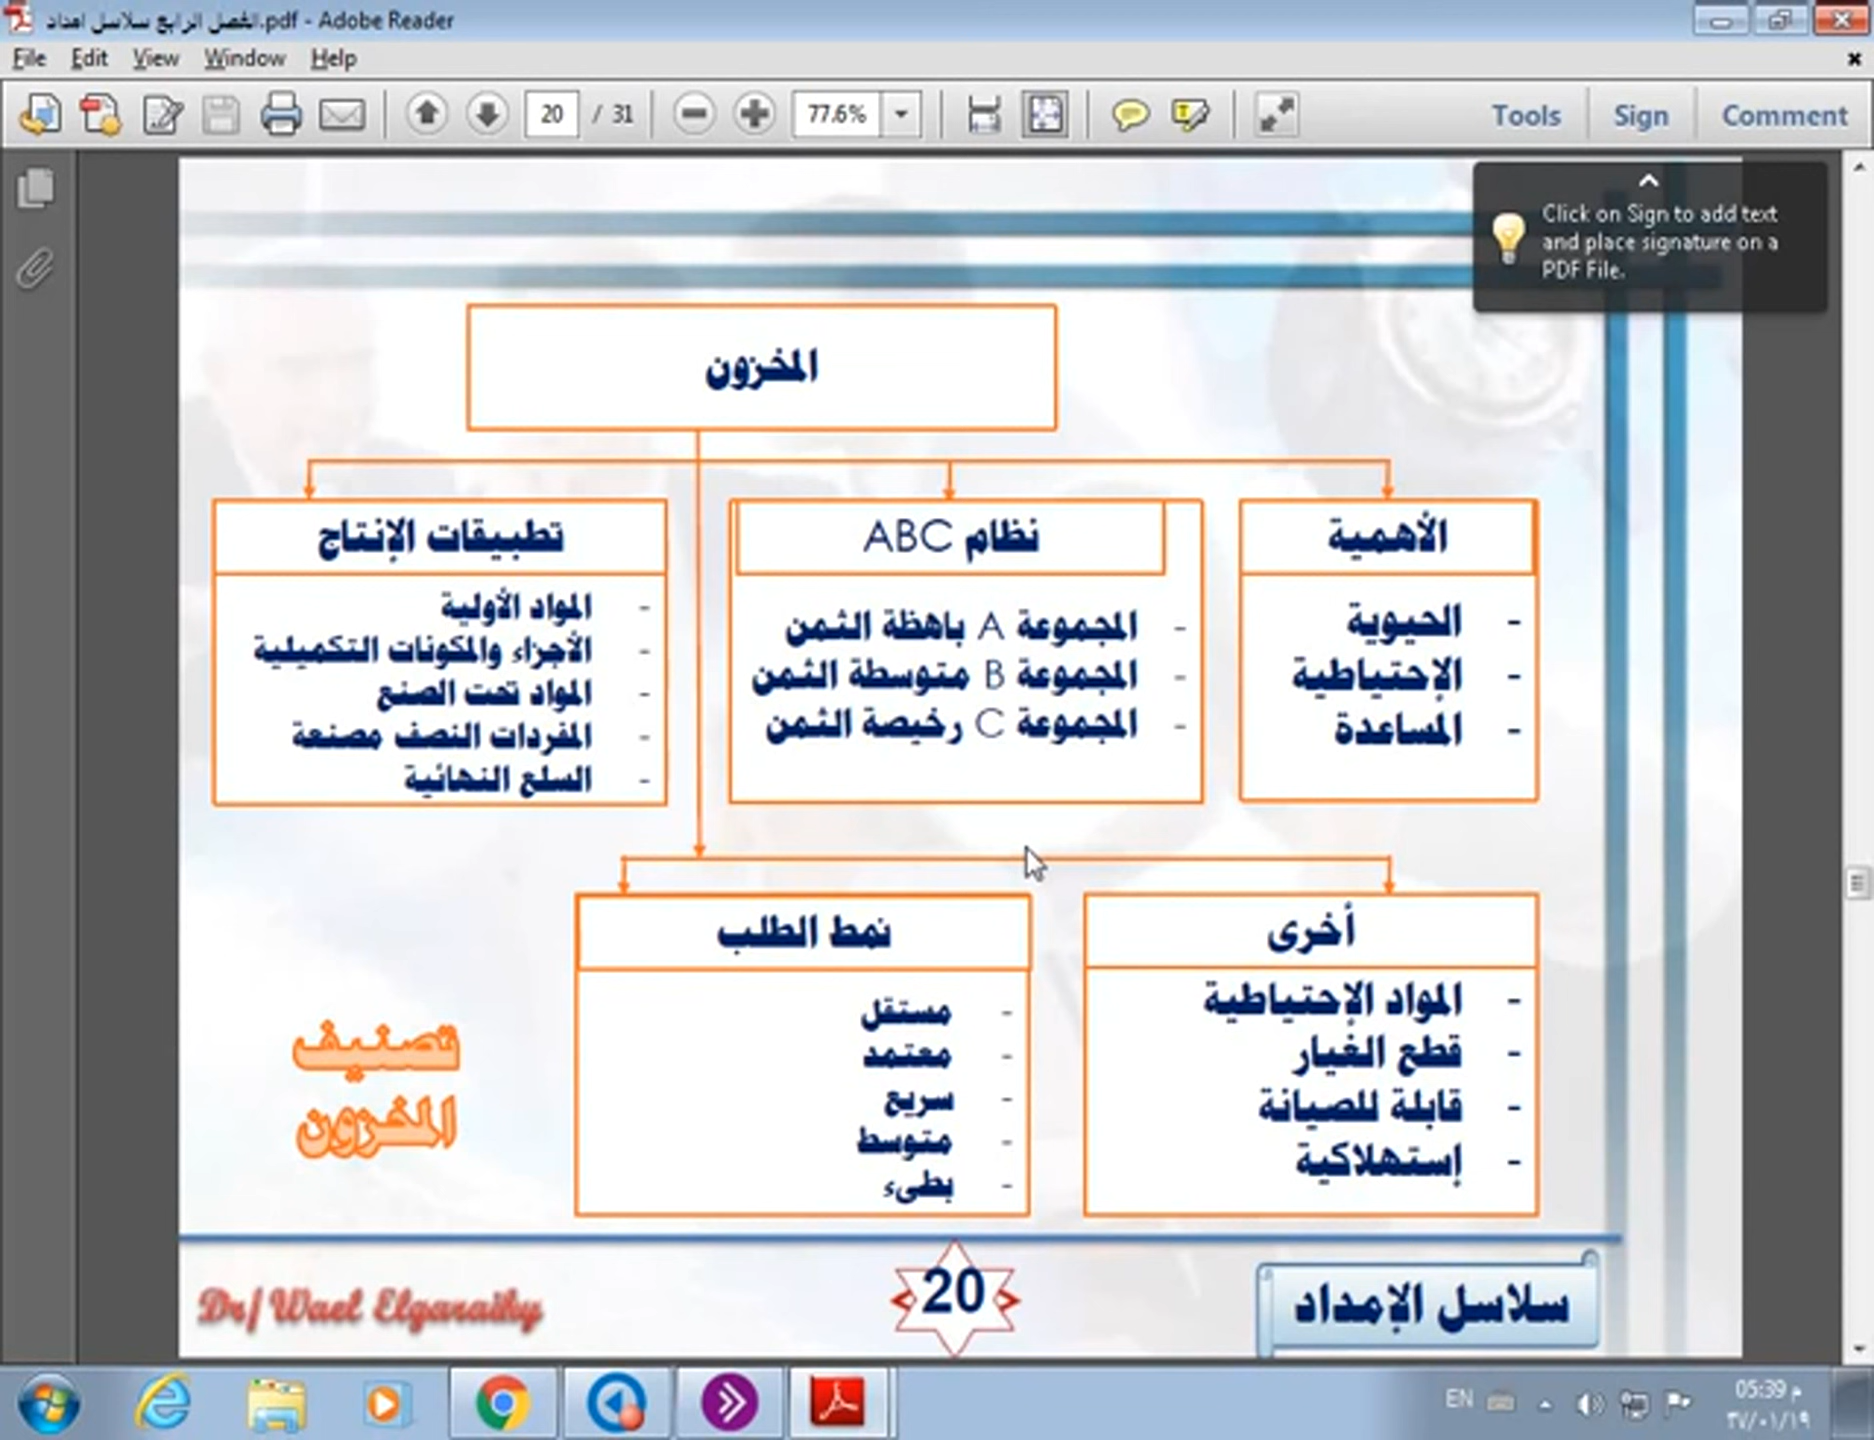 الفصل الرابع سلاسل امداد.pdf - Adobe Reader
File Edit View Window Help
20 / 31 77.6% Tools Sign Comment
Click on Sign to add text
and place signature on a
PDF File.
المخزون
الأهمية
- الحيوية
- الإحتياطية
- المساعدة
نظام ABC
- المجموعة A باهظة الثمن
- المجموعة B متوسطة الثمن
- المجموعة C رخيصة الثمن
تطبيقات الإنتاج
- المواد الأولية
- الأجزاء والمكونات التكميلية
- المواد تحت الصنع
- المفردات النصف مصنعة
- السلع النهائية
أخرى
- المواد الإحتياطية
- قطع الغيار
- قابلة للصيانة
- إستهلاكية
نمط الطلب
- مستقل
- معتمد
- سريع
- متوسط
- بطىء
تصنيف
المخزون
سلاسل الإمداد
20
Dr/ Wael Elgaraihy
EN
05:39 م
٣٧/٠١/١٩